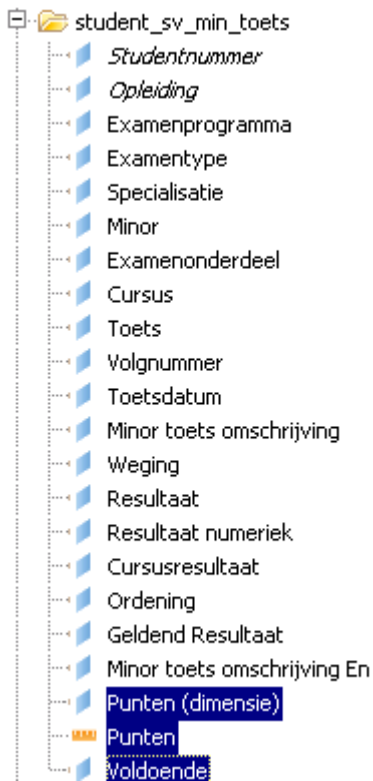 student_sv_min_toets
Studentnummer
Opleiding
Examenprogramma
Examentype
Specialisatie
Minor
Examenonderdeel
Cursus
Toets
Volgnummer
Toetsdatum
Minor toets omschrijving
Weging
Resultaat
Resultaat numeriek
Cursusresultaat
Ordening
Geldend Resultaat
Minor toets omschrijving En
Punten (dimensie)
Punten
Voldoende